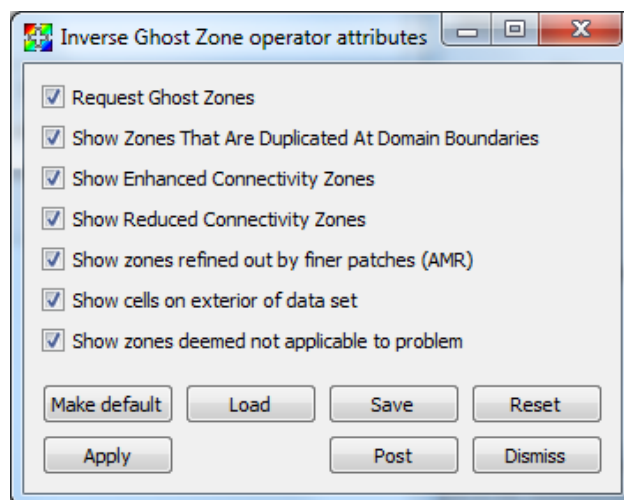 Inverse Ghost Zone operator attributes
Request Ghost Zones
Show Zones That Are Duplicated At Domain Boundaries
Show Enhanced Connectivity Zones
Show Reduced Connectivity Zones
Show zones refined out by finer patches (AMR)
Show cells on exterior of data set
Show zones deemed not applicable to problem
Make default Load Save Reset
Apply Post Dismiss